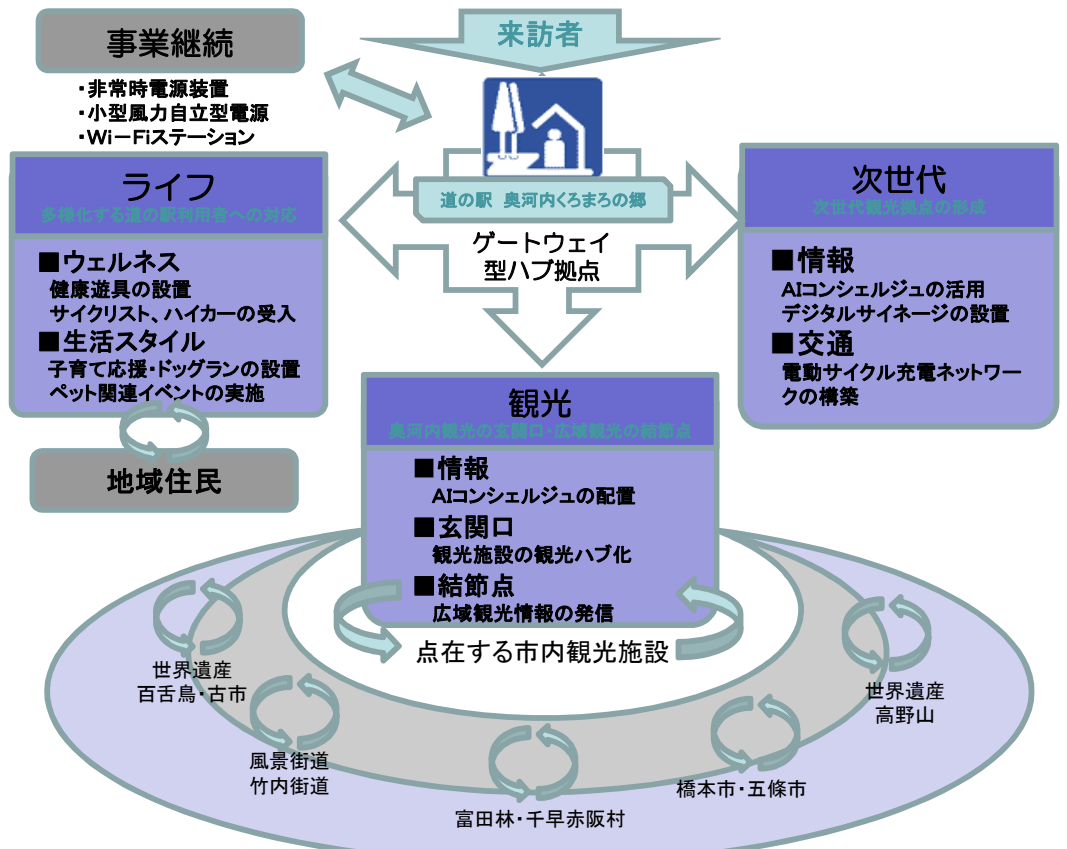 事業継続
・非常時電源装置
・小型風力自立型電源
・Wi－Fiステーション
来訪者
道の駅 奥河内くろまろの郷
ゲートウェイ
型ハブ拠点
ライフ
多様化する道の駅利用者への対応
■ウェルネス
健康遊具の設置
サイクリスト、ハイカーの受入
■生活スタイル
子育て応援・ドッグランの設置
ペット関連イベントの実施
地域住民
次世代
次世代観光拠点の形成
■情報
AIコンシェルジュの活用
デジタルサイネージの設置
■交通
電動サイクル充電ネットワー
クの構築
観光
奥河内観光の玄関口・広域観光の結節点
■情報
AIコンシェルジュの配置
■玄関口
観光施設の観光ハブ化
■結節点
広域観光情報の発信
点在する市内観光施設
世界遺産
百舌鳥・古市
風景街道
竹内街道
富田林・千早赤阪村
橋本市・五條市
世界遺産
高野山